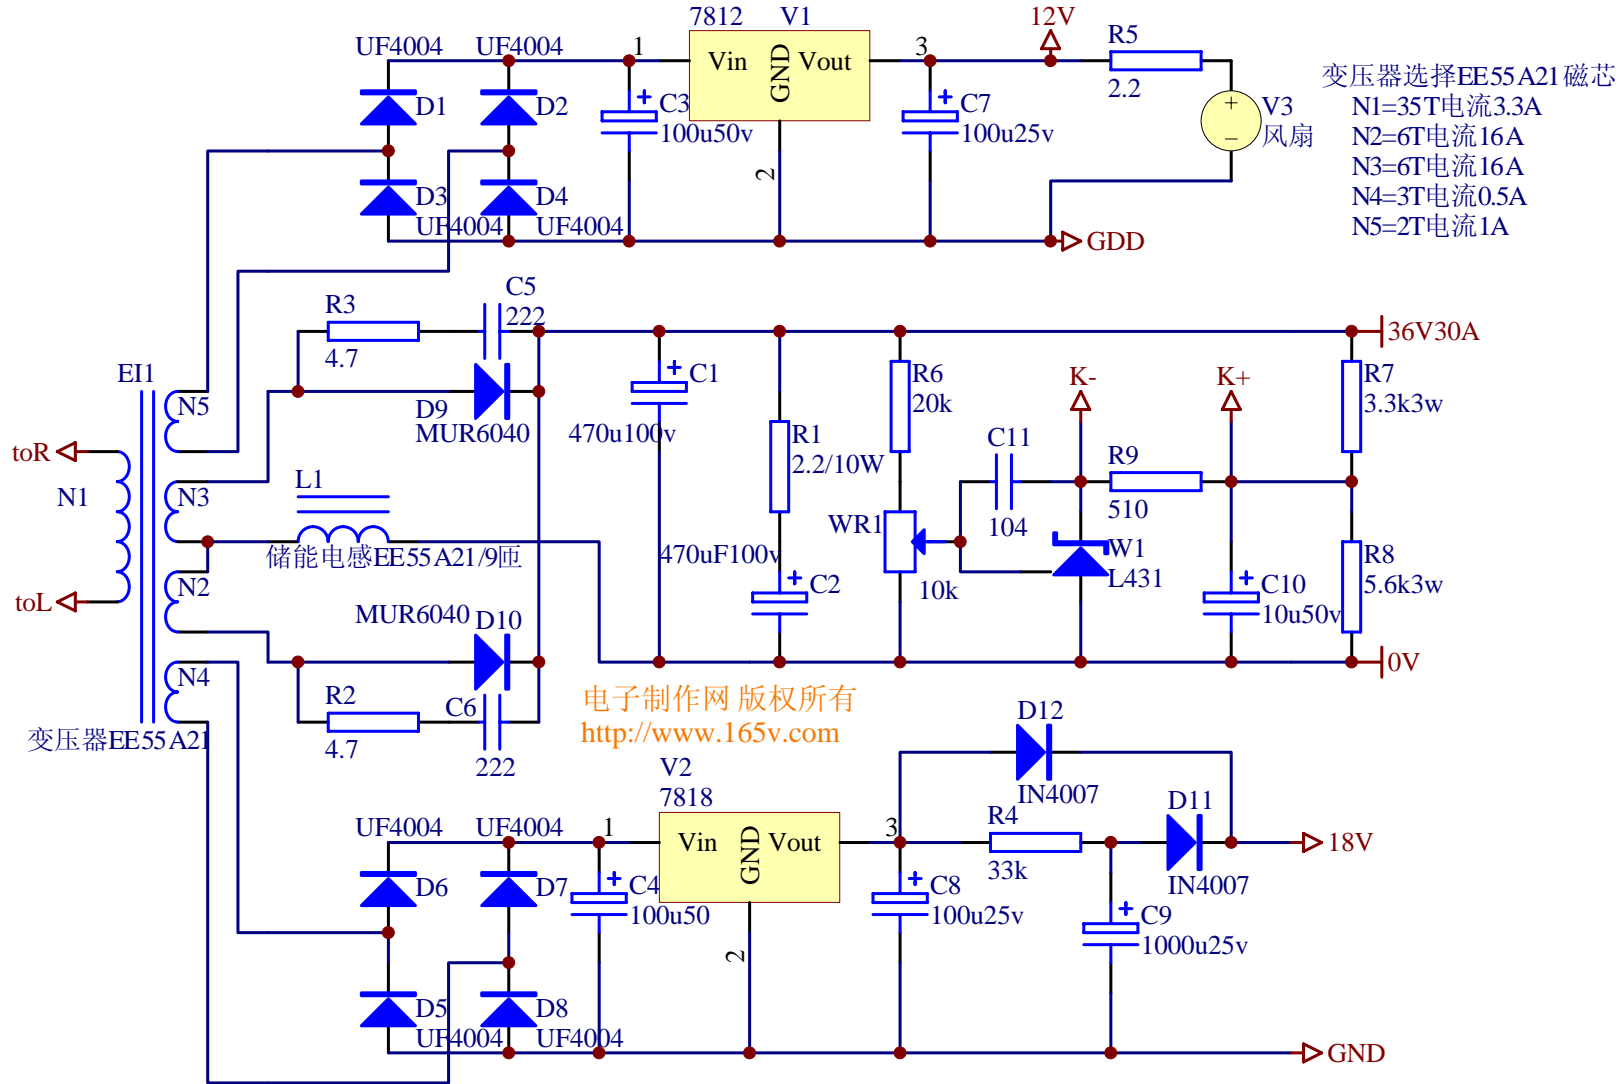 7812 V1
12V
UF4004 UF4004
1
Vin GND Vout
3
R5
2.2
变压器选择EE55A21磁芯
N1=35T电流3.3A
N2=6T电流16A
N3=6T电流16A
N4=3T电流0.5A
N5=2T电流1A
D1
D2
C3
100u50v
C7
100u25v
V3
风扇
2
D3
UF4004
D4
UF4004
GDD
R3
4.7
C5
222
36V30A
EI1
N5
D9
MUR6040
C1
470u100v
R6
20k
K-
K+
R7
3.3k3w
toR
N1
N3
L1
储能电感EE55A21/9匝
R1
2.2/10W
C11
104
R9
510
WR1
10k
W1
L431
R8
5.6k3w
470uF100v
C2
C10
10u50v
toL
N2
MUR6040
D10
N4
0V
R2
4.7
C6
222
变压器EE55A21
电子制作网 版权所有
http://www.165v.com
D12
IN4007
V2
7818
UF4004 UF4004
1
Vin GND Vout
3
R4
33k
D11
IN4007
18V
D6
D7
C4
100u50
C8
100u25v
C9
1000u25v
2
D5
UF4004
D8
UF4004
GND